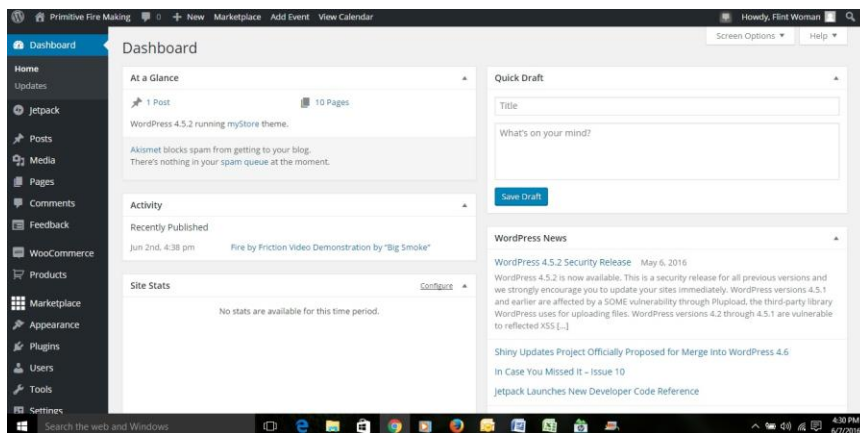 Primitive Fire Making 0 + New Marketplace Add Event View Calendar Howdy, Flint Woman
Screen Options Help
Dashboard
Home
Updates
Jetpack
Posts
Media
Pages
Comments
Feedback
WooCommerce
Products
Marketplace
Appearance
Plugins
Users
Tools
Settings
Dashboard
At a Glance
1 Post 10 Pages
WordPress 4.5.2 running myStore theme.
Akismet blocks spam from getting to your blog.
There's nothing in your spam queue at the moment.
Activity
Recently Published
Jun 2nd, 4:38 pm Fire by Friction Video Demonstration by "Big Smoke"
Site Stats Configure
No stats are available for this time period.
Quick Draft
Title
What's on your mind?
Save Draft
WordPress News
WordPress 4.5.2 Security Release May 6, 2016
WordPress 4.5.2 is now available. This is a security release for all previous versions and
we strongly encourage you to update your sites immediately. WordPress versions 4.5.1
and earlier are affected by a SOME vulnerability through Plupload, the third-party library
WordPress uses for uploading files. WordPress versions 4.2 through 4.5.1 are vulnerable
to reflected XSS […]
Shiny Updates Project Officially Proposed for Merge Into WordPress 4.6
In Case You Missed It – Issue 10
Jetpack Launches New Developer Code Reference
Search the web and Windows
4:30 PM
6/7/2016